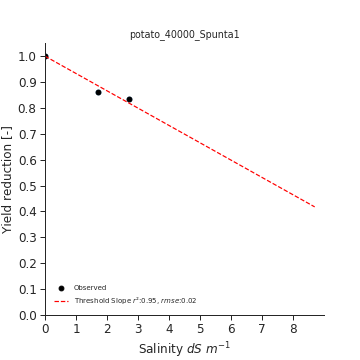 potato_40000_Spunta1
Yield reduction [-]
1.0
0.9
0.8
0.7
0.6
0.5
0.4
0.3
0.2
0.1
0.0
Observed
Threshold Slope r²:0.95, rmse:0.02
0 1 2 3 4 5 6 7 8
Salinity dS m⁻¹